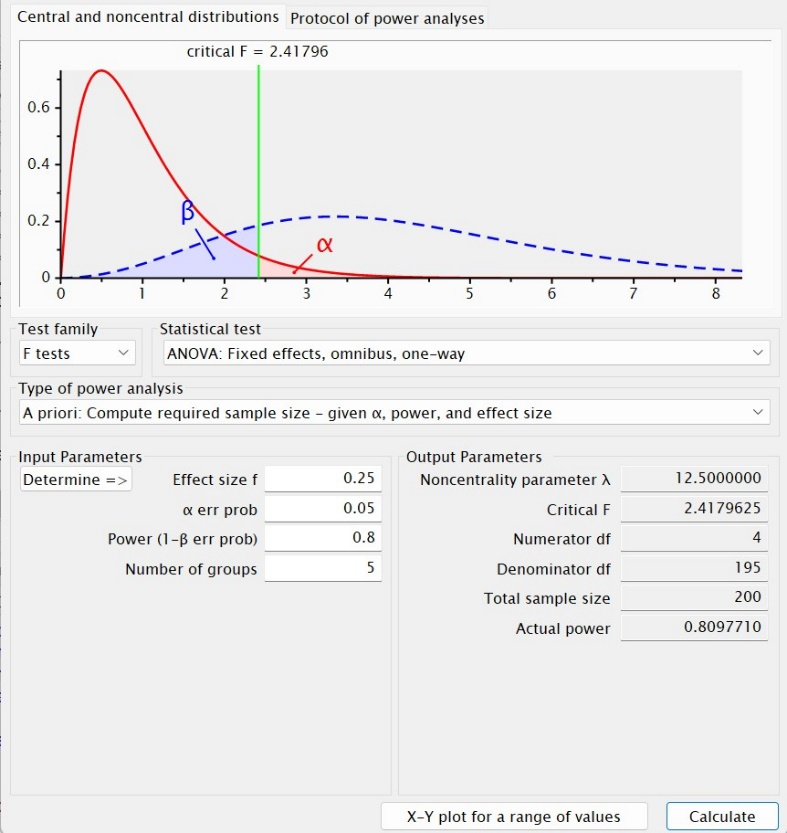 Central and noncentral distributions Protocol of power analyses
critical F = 2.41796
0.6
0.4
0.2
0
β
α
0 1 2 3 4 5 6 7 8
Test family Statistical test
F tests ANOVA: Fixed effects, omnibus, one-way
Type of power analysis
A priori: Compute required sample size – given α, power, and effect size
Input Parameters
Determine => Effect size f 0.25
α err prob 0.05
Power (1-β err prob) 0.8
Number of groups 5
Output Parameters
Noncentrality parameter λ 12.5000000
Critical F 2.4179625
Numerator df 4
Denominator df 195
Total sample size 200
Actual power 0.8097710
X-Y plot for a range of values Calculate